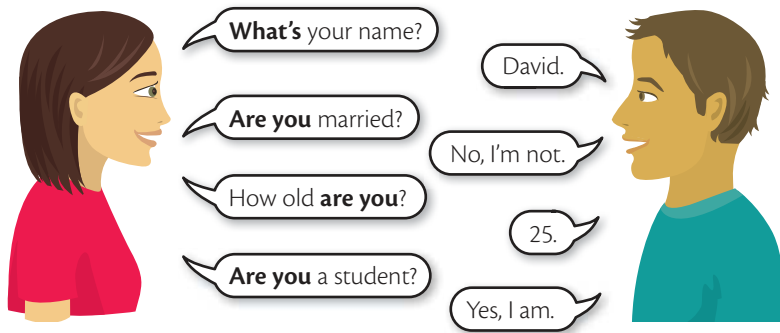 What's your name?
David.
Are you married?
No, I'm not.
How old are you?
25.
Are you a student?
Yes, I am.